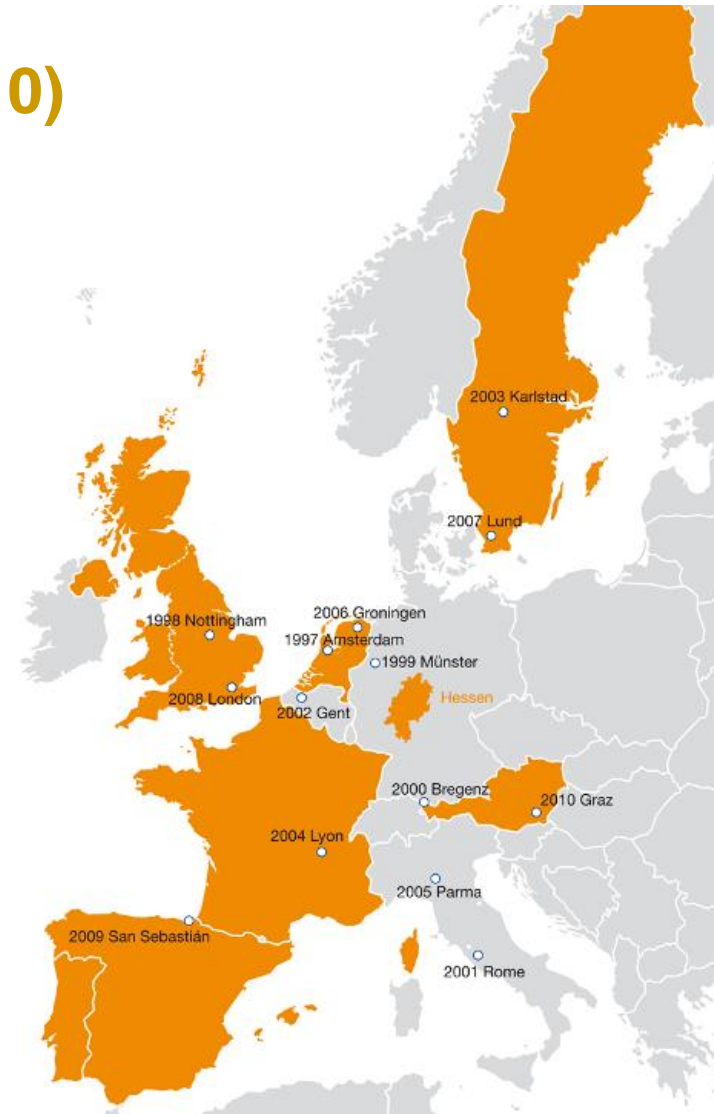 0)
2003 Karlstad
2007 Lund
2006 Groningen
1998 Nottingham
1997 Amsterdam
1999 Münster
2008 London
Hessen
2002 Gent
2000 Bregenz
2010 Graz
2004 Lyon
2005 Parma
2009 San Sebastián
2001 Rome